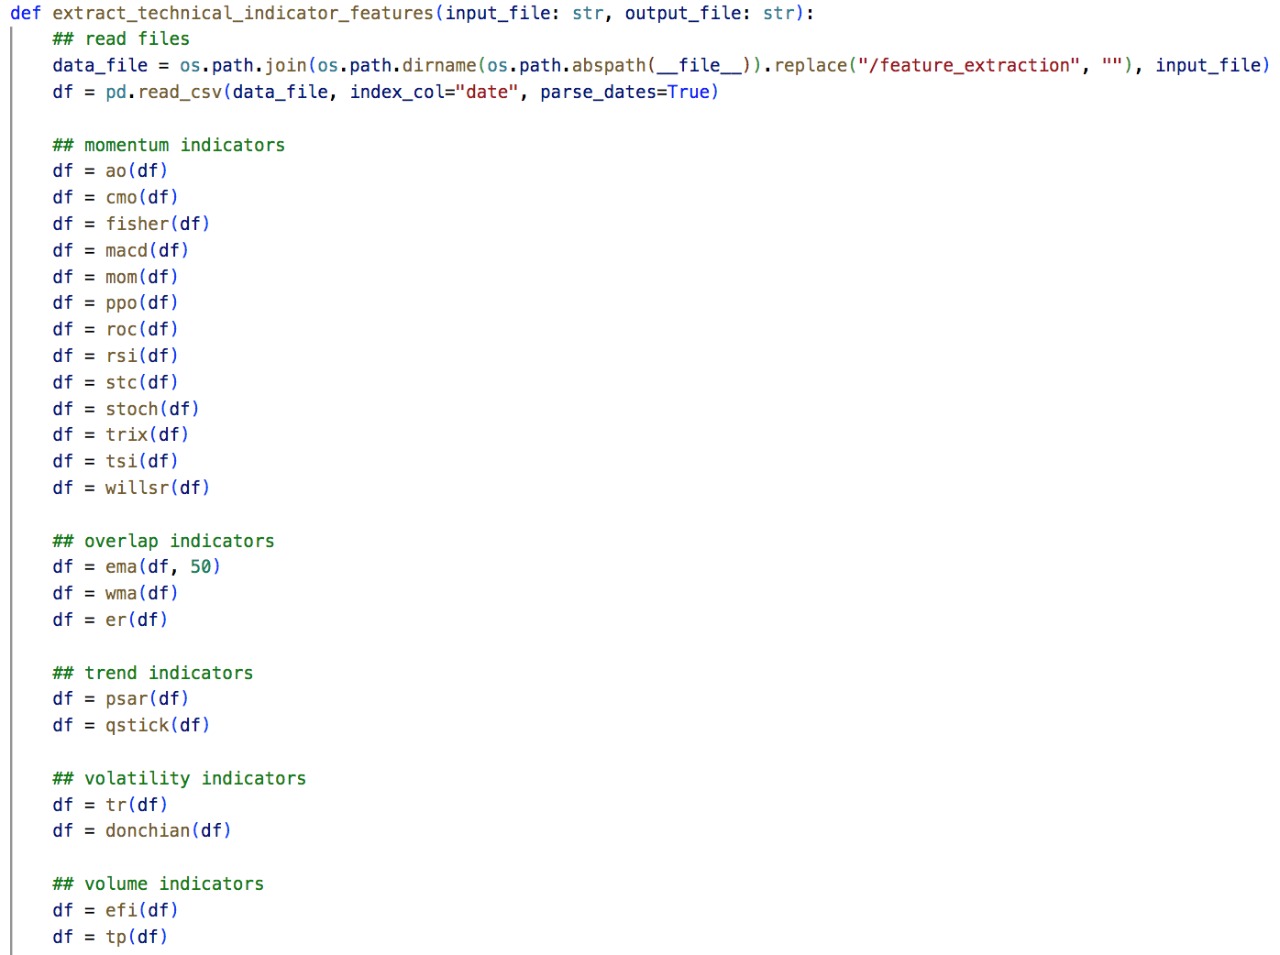 def extract_technical_indicator_features(input_file: str, output_file: str):
    ## read files
    data_file = os.path.join(os.path.dirname(os.path.abspath(__file__)).replace("/feature_extraction", ""), input_file)
    df = pd.read_csv(data_file, index_col="date", parse_dates=True)

    ## momentum indicators
    df = ao(df)
    df = cmo(df)
    df = fisher(df)
    df = macd(df)
    df = mom(df)
    df = ppo(df)
    df = roc(df)
    df = rsi(df)
    df = stc(df)
    df = stoch(df)
    df = trix(df)
    df = tsi(df)
    df = willsr(df)

    ## overlap indicators
    df = ema(df, 50)
    df = wma(df)
    df = er(df)

    ## trend indicators
    df = psar(df)
    df = qstick(df)

    ## volatility indicators
    df = tr(df)
    df = donchian(df)

    ## volume indicators
    df = efi(df)
    df = tp(df)